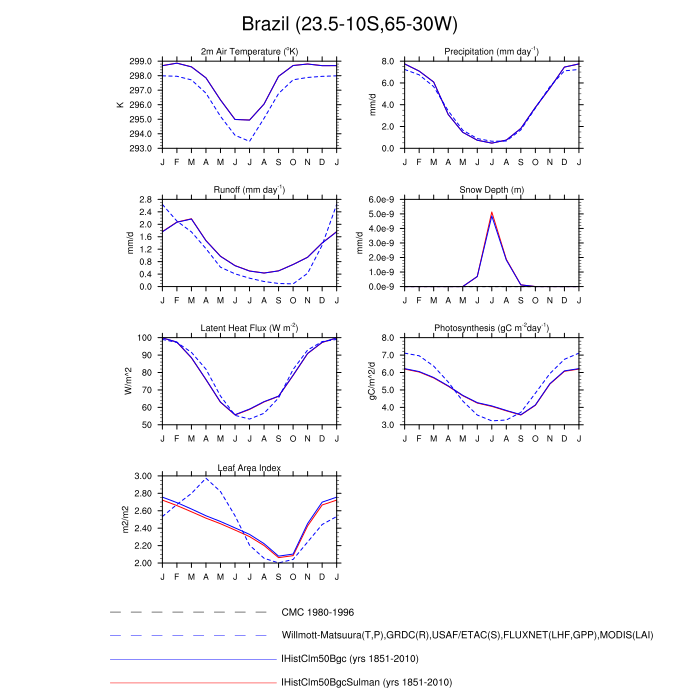 Brazil (23.5-10S,65-30W)
2m Air Temperature (°K)
Precipitation (mm day⁻¹)
299.0
298.0
297.0
296.0
295.0
294.0
293.0
K
J F M A M J J A S O N D J
8.0
6.0
4.0
2.0
0.0
mm/d
J F M A M J J A S O N D J
Runoff (mm day⁻¹)
Snow Depth (m)
2.8
2.4
2.0
1.6
1.2
0.8
0.4
0.0
mm/d
J F M A M J J A S O N D J
6.0e-9
5.0e-9
4.0e-9
3.0e-9
2.0e-9
1.0e-9
0.0e-9
J F M A M J J A S O N D J
Latent Heat Flux (W m⁻²)
Photosynthesis (gC m⁻²day⁻¹)
100
90
80
70
60
50
W/m^2
J F M A M J J A S O N D J
8.0
7.0
6.0
5.0
4.0
3.0
gC/m^2/d
J F M A M J J A S O N D J
Leaf Area Index
3.00
2.80
2.60
2.40
2.20
2.00
m2/m2
J F M A M J J A S O N D J
CMC 1980-1996
Willmott-Matsuura(T,P),GRDC(R),USAF/ETAC(S),FLUXNET(LHF,GPP),MODIS(LAI)
IHistClm50Bgc (yrs 1851-2010)
IHistClm50BgcSulman (yrs 1851-2010)